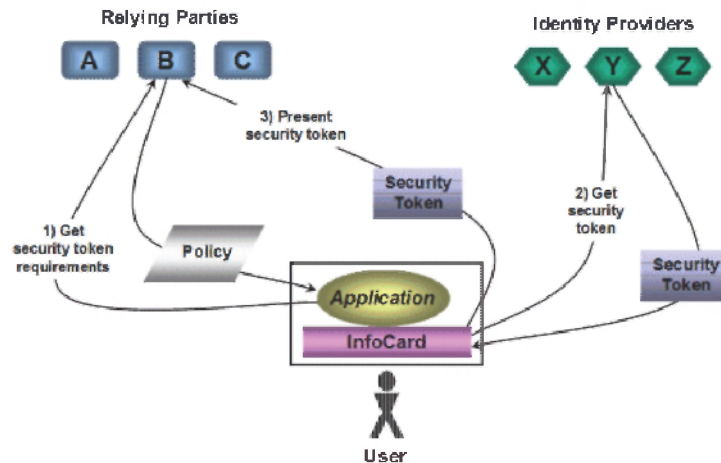 Relying Parties
Identity Providers
A
B
C
X
Y
Z
3) Present
security token
Security
Token
2) Get
security
token
1) Get
security token
requirements
Policy
Security
Token
Application
InfoCard
User